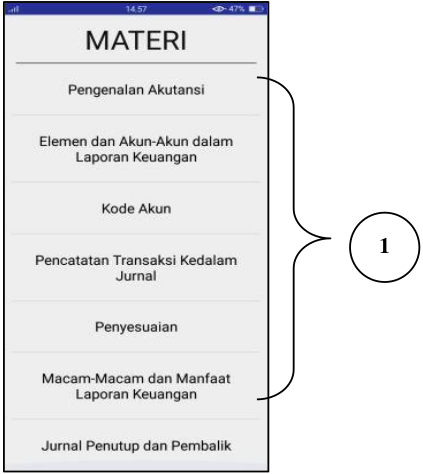 14.57
47%
MATERI
Pengenalan Akutansi
Elemen dan Akun-Akun dalam
Laporan Keuangan
Kode Akun
Pencatatan Transaksi Kedalam
Jurnal
Penyesuaian
Macam-Macam dan Manfaat
Laporan Keuangan
Jurnal Penutup dan Pembalik
1